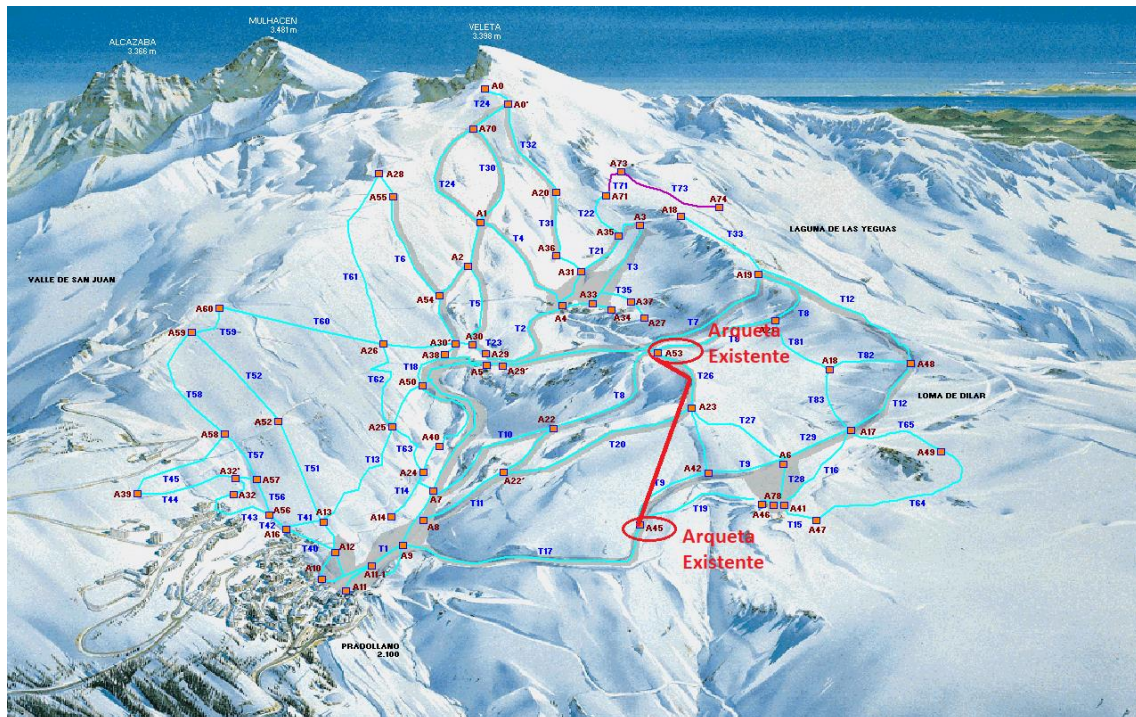 MULHACEN
3.481 m
ALCAZABA
3.366 m
VELETA
3.398 m
A0
T24
A0'
A70
T32
T30
A73
A28
T24
T71
T73
A55
A20
A71
A74
T22
A18
A1
A3
T31
A35
T33
LAGUNA DE LAS YEGUAS
T4
T21
A36
T6
A2
A31
T3
A19
VALLE DE SAN JUAN
T61
T35
A54
A33
A37
T12
T5
A4
A34
A60
A27
T8
T60
T2
T7
A59
T59
Arqueta
Existente
T8
T81
A26
A30'
A30
T23
A29
A53
A38
T18
A5
A29'
A18
T82
A48
T62
T26
T52
A50
T83
LOMA DE DILAR
T58
T8
T12
A23
A52
T27
A25
A22
T65
A58
T10
A17
T63
A40
T20
T29
T13
A49
T57
A6
T16
T45
A32'
T51
A24
A22'
A42
T9
A57
T28
A39
T44
A32
T14
A7
T11
T9
T56
T19
A78
T64
T43
A56
A13
A14
A46
A41
T42
T41
A8
A45
T15
A47
A16
Arqueta
Existente
T40
A12
T1
A9
T17
A10
A11-1
A11
PRADOLLANO
2.100